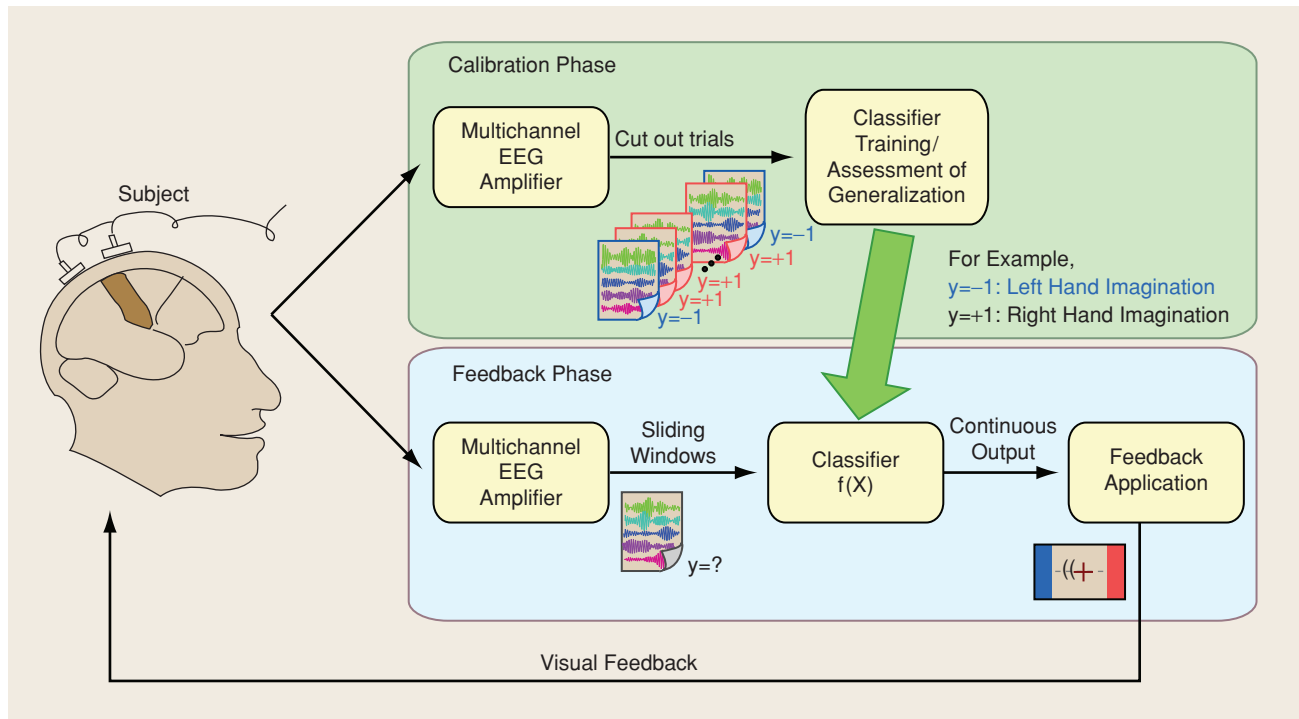 Calibration Phase
Multichannel
EEG
Amplifier
Cut out trials
Classifier
Training/
Assessment of
Generalization
Subject
y=−1
y=+1
y=+1
y=+1
y=−1
For Example,
y=−1: Left Hand Imagination
y=+1: Right Hand Imagination
Feedback Phase
Multichannel
EEG
Amplifier
Sliding
Windows
y=?
Classifier
f(X)
Continuous
Output
Feedback
Application
Visual Feedback